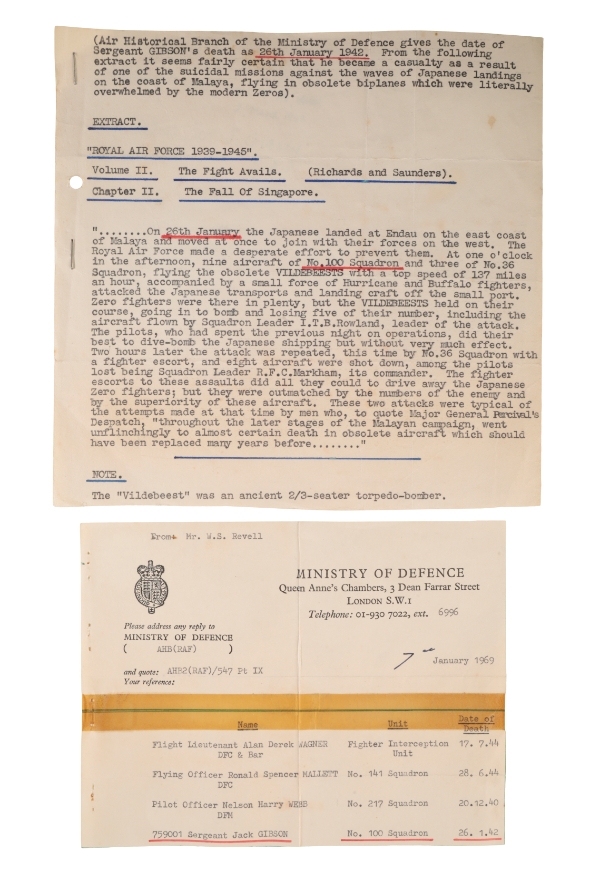 (Air Historical Branch of the Ministry of Defence gives the date of
Sergeant GIBSON's death as 26th January 1942. From the following
extract it seems fairly certain that he became a casualty as a result
of one of the suicidal missions against the waves of Japanese landings
on the coast of Malaya, flying in obsolete biplanes which were literally
overwhelmed by the modern Zeros).
EXTRACT.
"ROYAL AIR FORCE 1939-1945".
Volume II. The Fight Avails. (Richards and Saunders).
Chapter II. The Fall Of Singapore.
"........On 26th January the Japanese landed at Endau on the east coast
of Malaya and moved at once to join with their forces on the west. The
Royal Air Force made a desperate effort to prevent them. At one o'clock
in the afternoon, nine aircraft of No.100 Squadron and three of No.36
Squadron, flying the obsolete VILDEBEESTS with a top speed of 137 miles
an hour, accompanied by a small force of Hurricane and Buffalo fighters,
attacked the Japanese transports and landing craft off the small port.
Zero fighters were there in plenty, but the VILDEBEESTS held on their
course, going in to bomb and losing five of their number, including the
aircraft flown by Squadron Leader I.T.B.Rowland, leader of the attack.
The pilots, who had spent the previous night on operations, did their
best to dive-bomb the Japanese shipping but without very much effect.
Two hours later the attack was repeated, this time by No.36 Squadron with
a fighter escort, and eight aircraft were shot down, among the pilots
lost being Squadron Leader R.F.C.Markham, its commander. The fighter
escorts to these assaults did all they could to drive away the Japanese
Zero fighters; but they were outmatched by the numbers of the enemy and
by the superiority of these aircraft. These two attacks were typical of
the attempts made at that time by men who, to quote Major General Percival's
Despatch, "throughout the later stages of the Malayan campaign, went
unflinchingly to almost certain death in obsolete aircraft which should
have been replaced many years before........"
NOTE.
The "Vildebeest" was an ancient 2/3-seater torpedo-bomber.
From: Mr. W.S. Revell
MINISTRY OF DEFENCE
Queen Anne's Chambers, 3 Dean Farrar Street
LONDON S.W.1
Telephone: 01-930 7022, ext. 6996
Please address any reply to
MINISTRY OF DEFENCE
( AHB(RAF) )
7th January 1969
and quote: AHB2(RAF)/547 Pt IX
Your reference:
Name Unit Date of
Death
Flight Lieutenant Alan Derek WAGNER Fighter Interception 17. 7.44
DFC & Bar Unit
Flying Officer Ronald Spencer MALLETT No. 141 Squadron 28. 6.44
DFC
Pilot Officer Nelson Harry WEBB No. 217 Squadron 20.12.40
DFM
759001 Sergeant Jack GIBSON No. 100 Squadron 26. 1.42